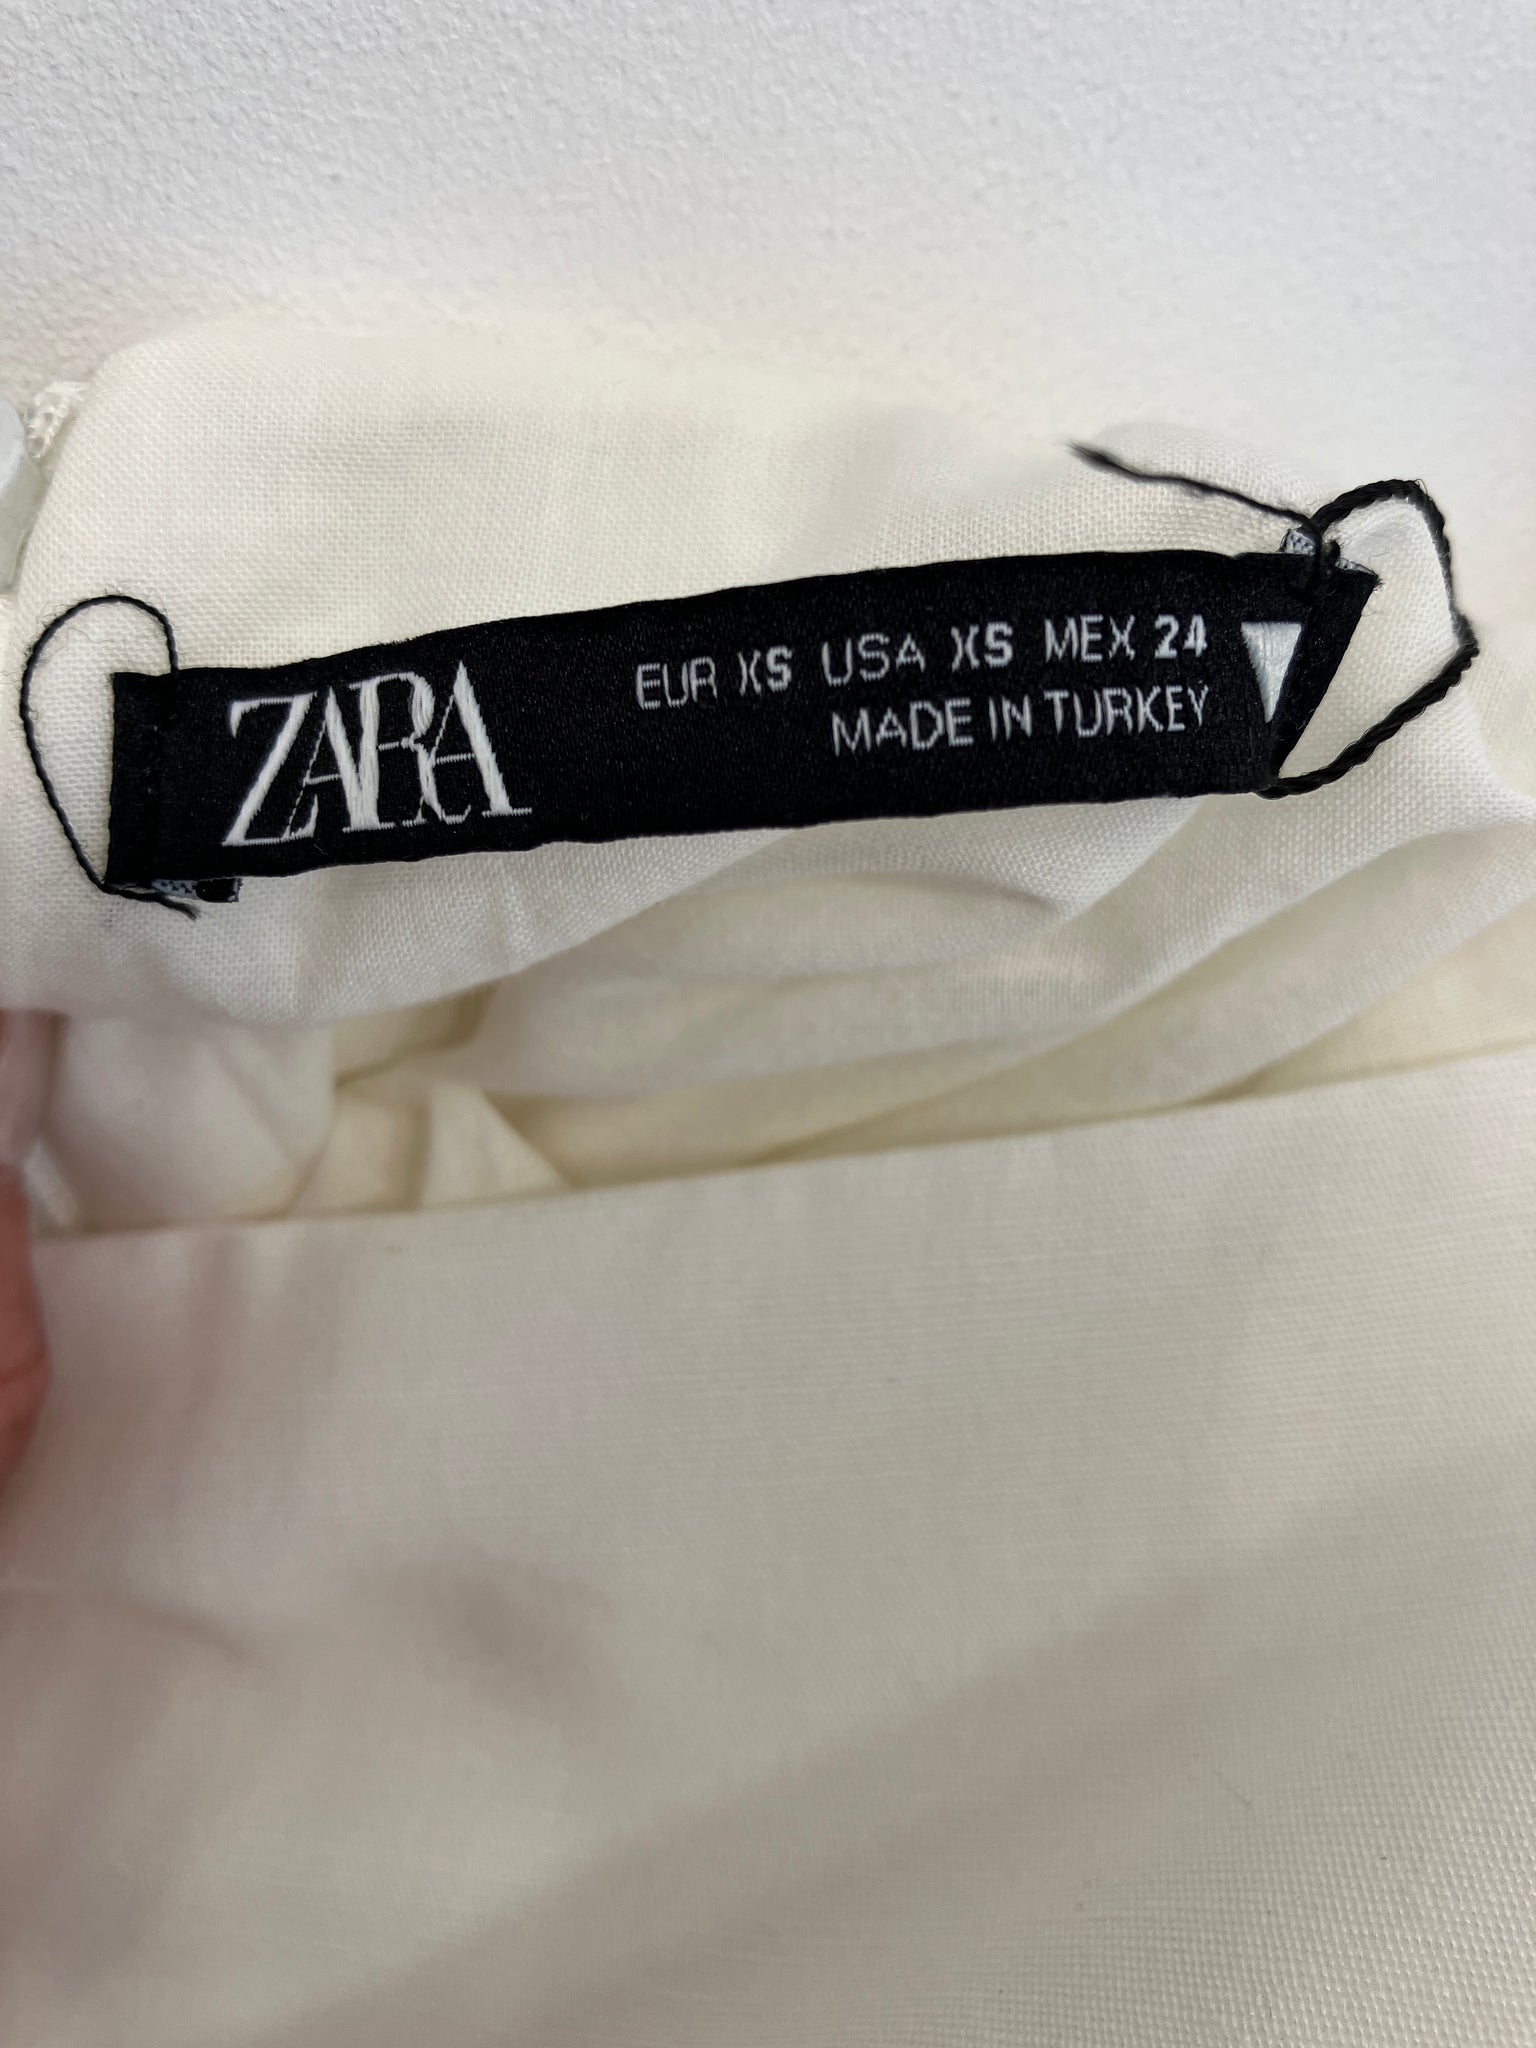 ZARA
EUR XS USA XS MEX 24
MADE IN TURKEY